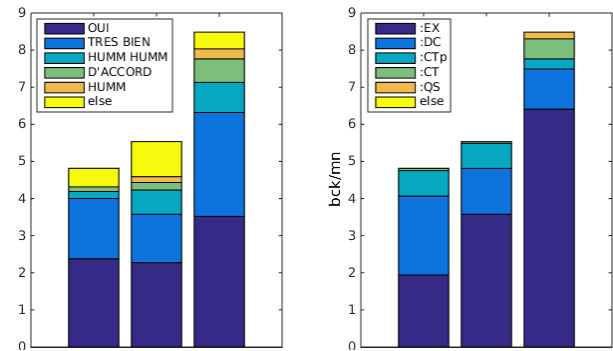 9
8
7
6
5
4
3
2
1
0
OUI
TRES BIEN
HUMM HUMM
D'ACCORD
HUMM
else
bck/mn
9
8
7
6
5
4
3
2
1
0
:EX
:DC
:CTp
:CT
:QS
else